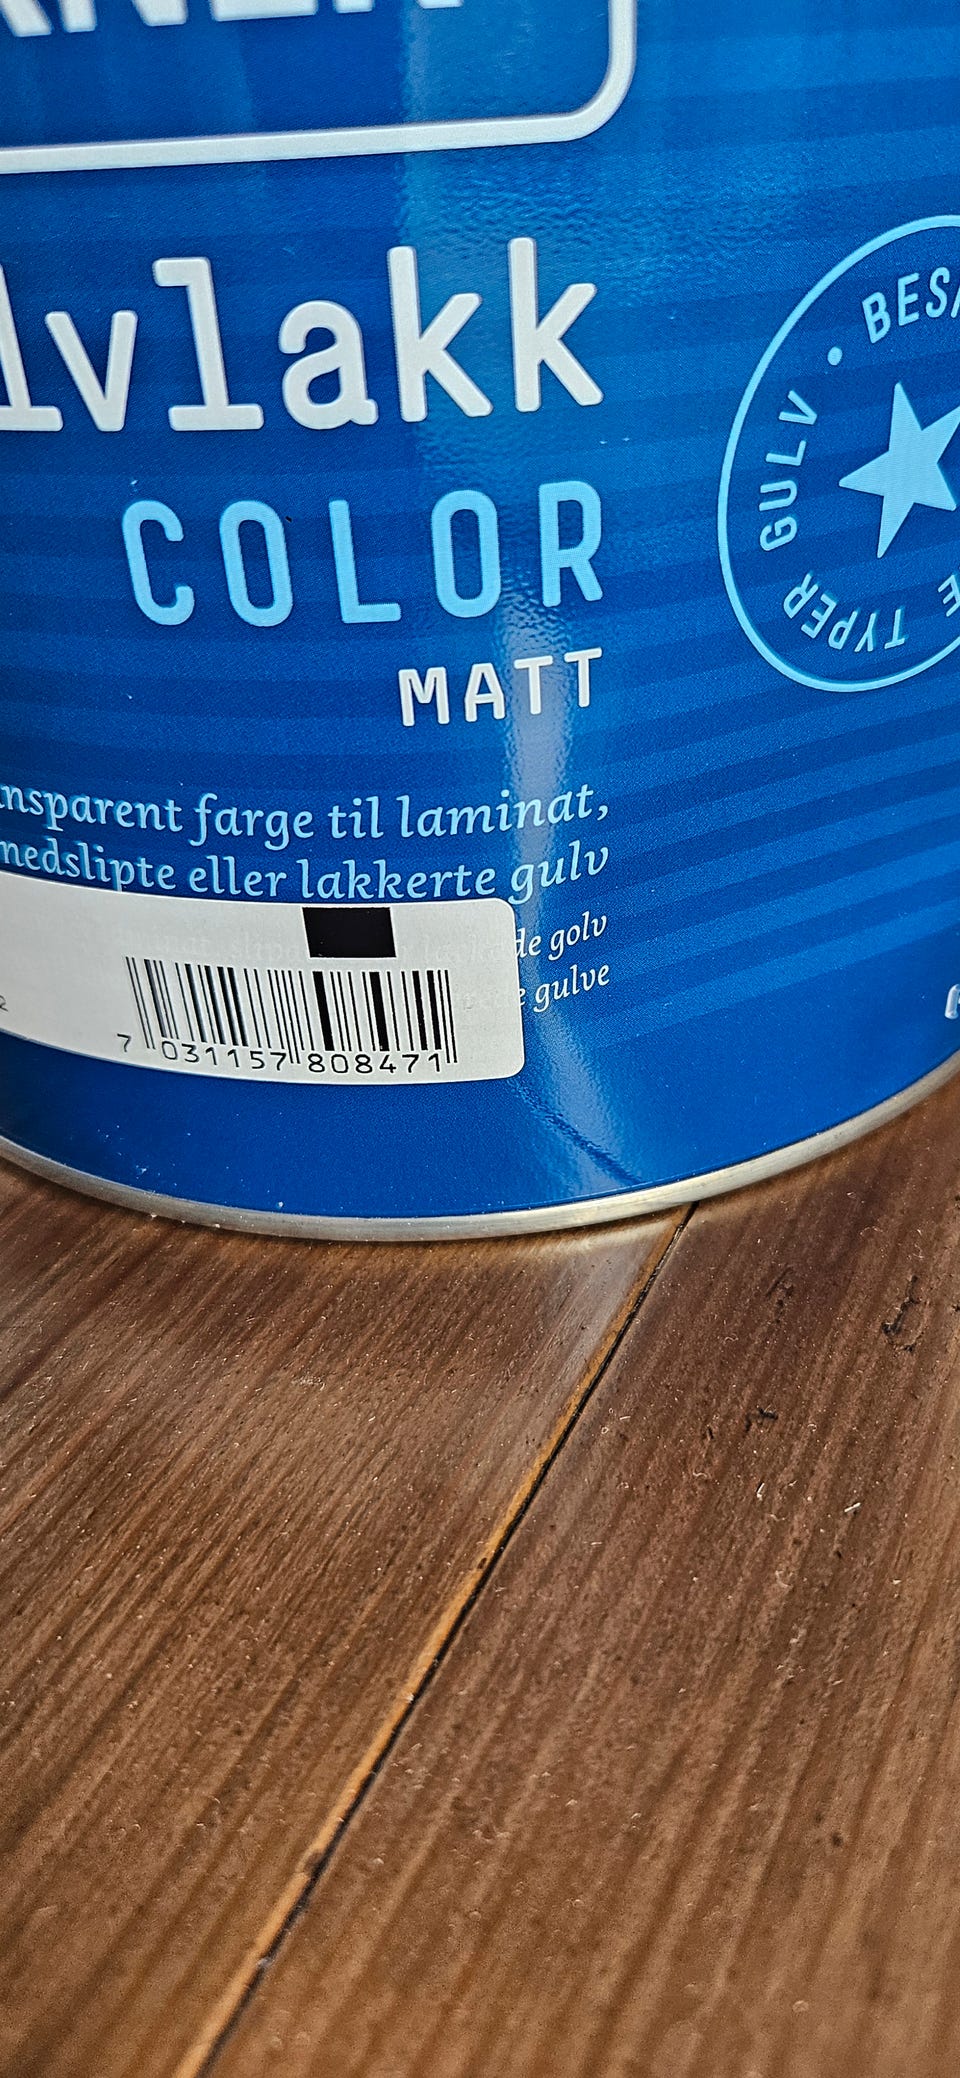 lvlakk
COLOR
MATT
nsparent farge til laminat,
nedslipte eller lakkerte gulv
de golv
gulve
7 031157 808471
GULV • BES
TYPER